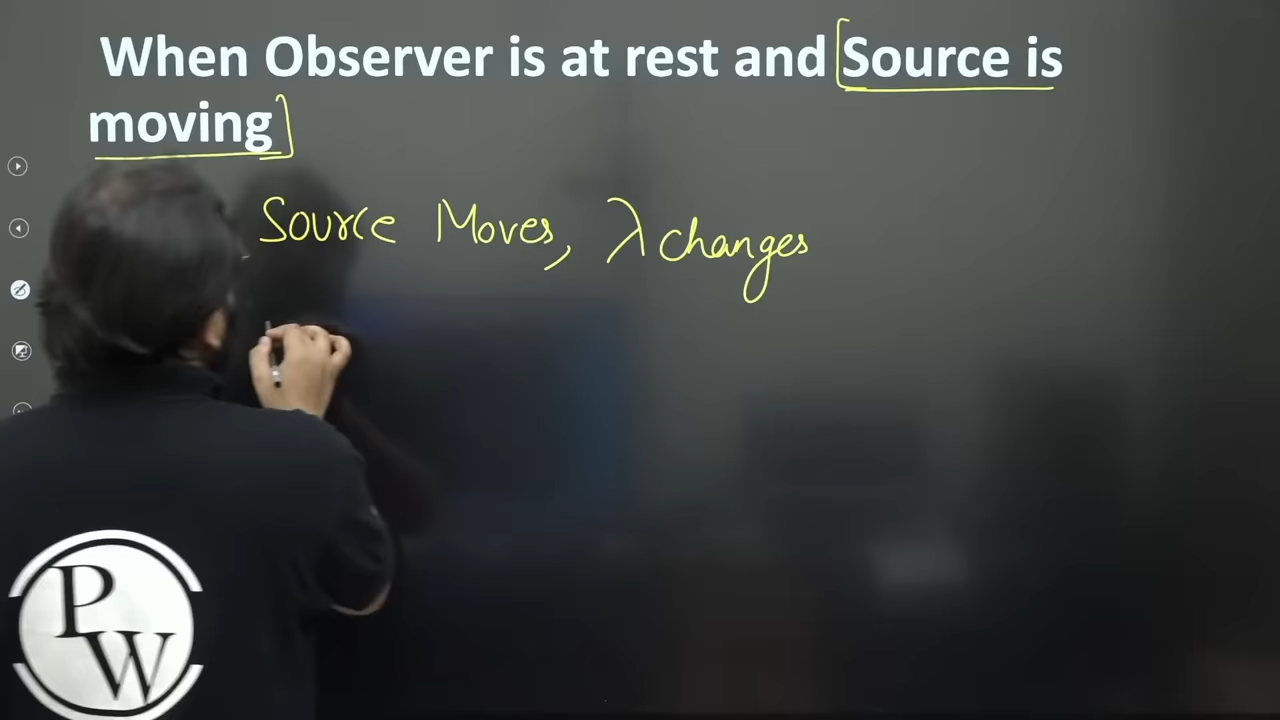 When Observer is at rest and Source is
moving
Source Moves, λ changes
PW